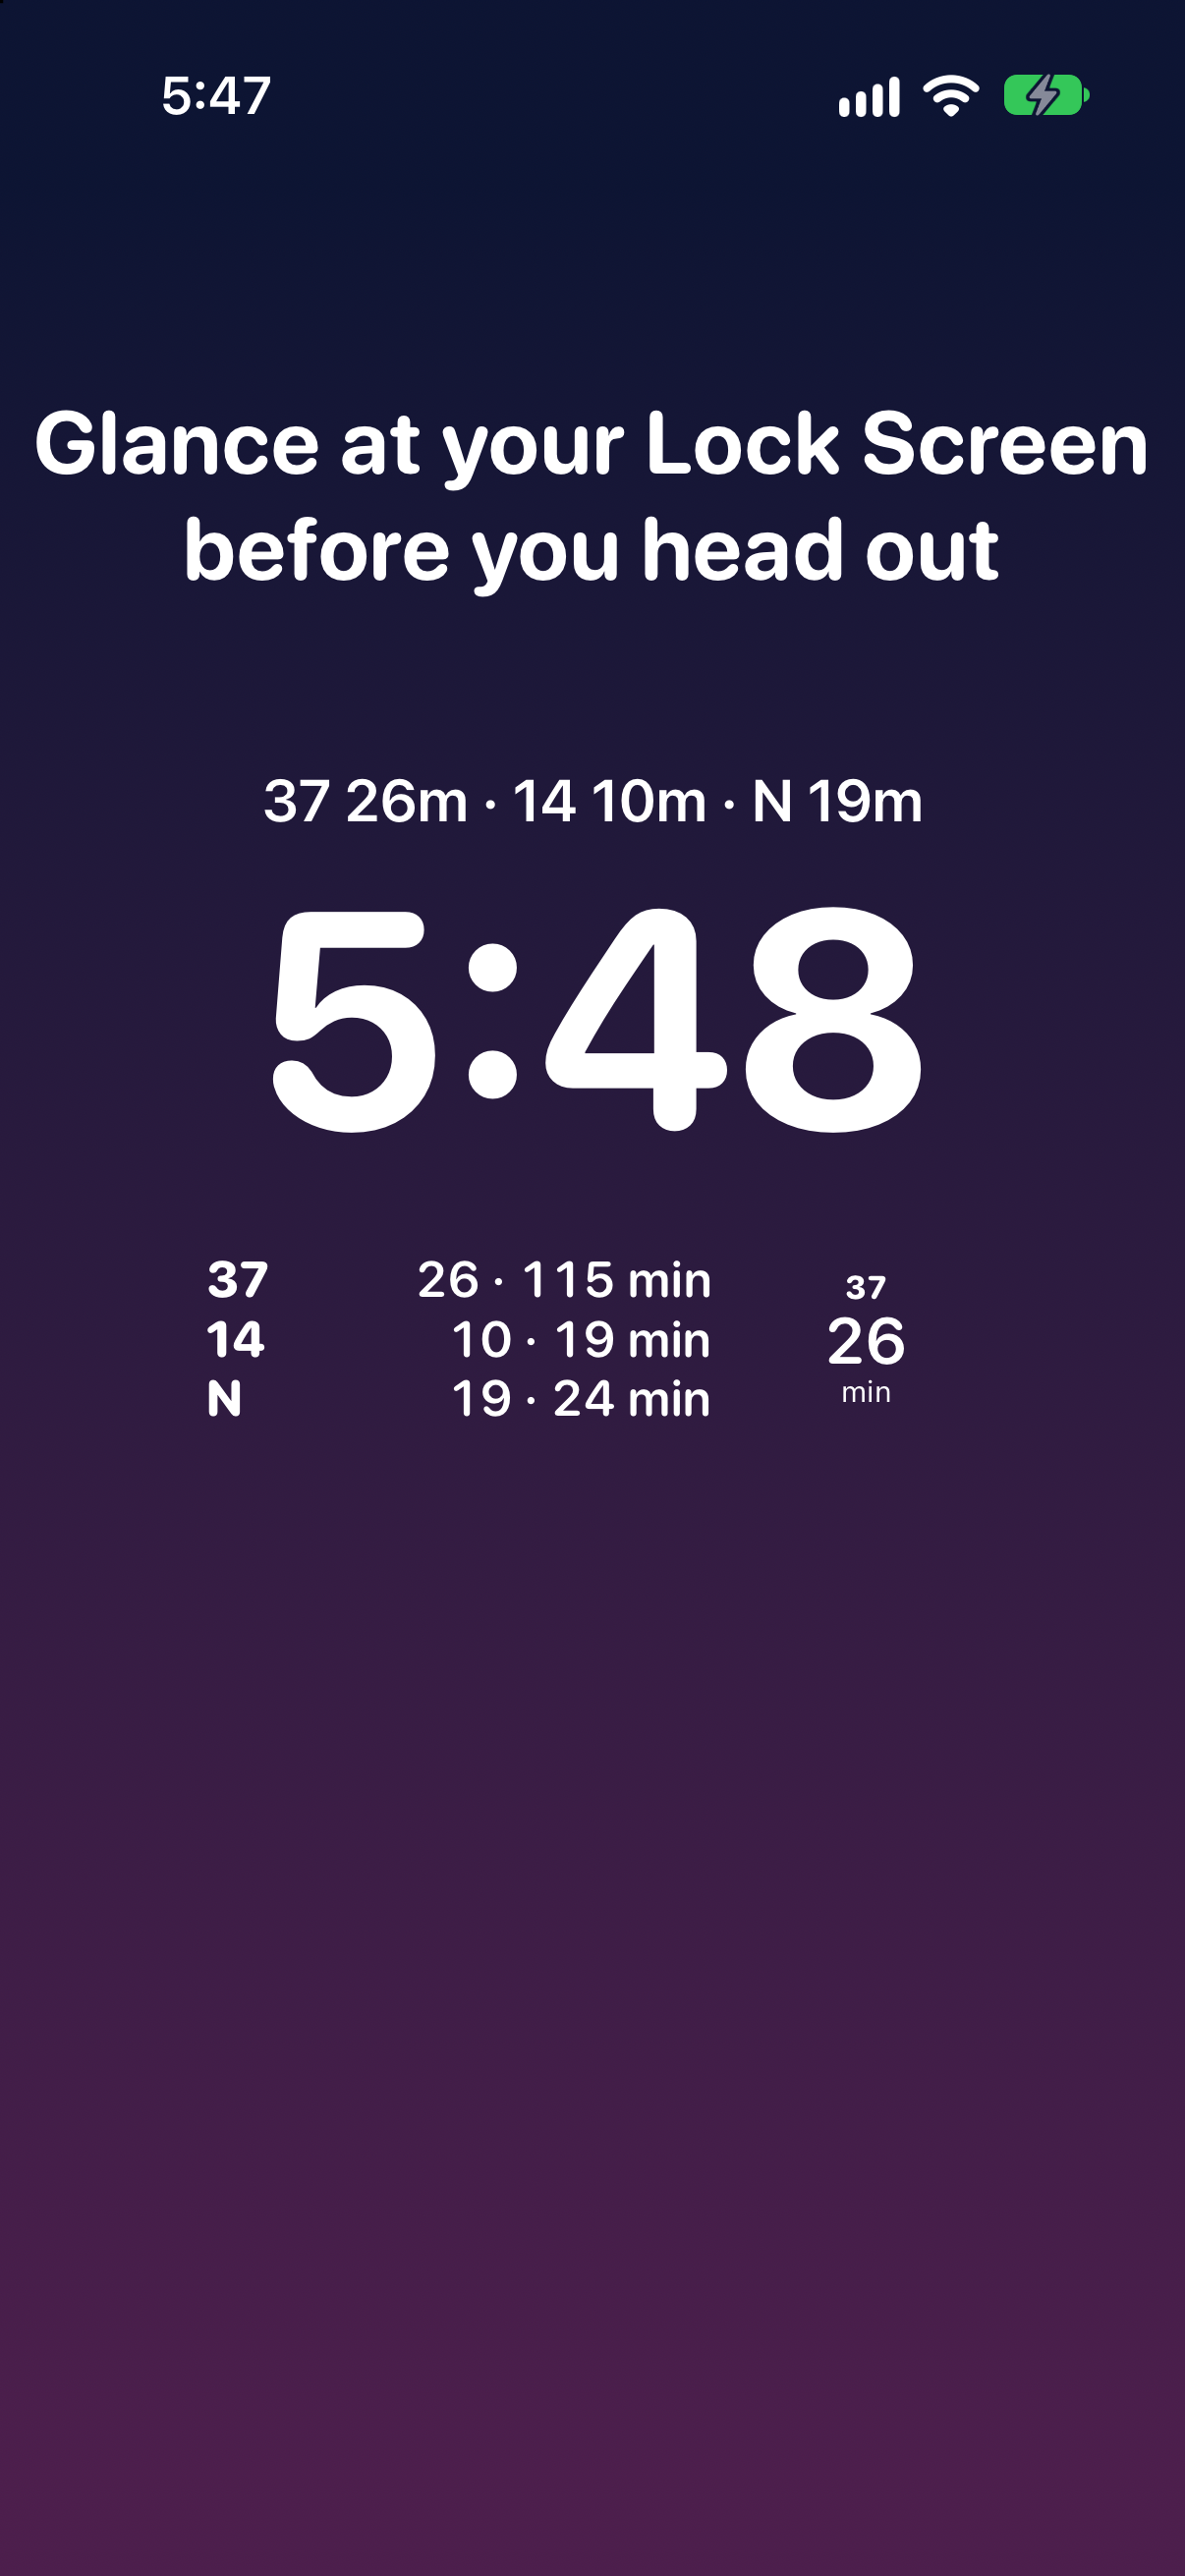 5:47
Glance at your Lock Screen
before you head out
37 26m · 14 10m · N 19m
5:48
37 26 · 115 min
14 10 · 19 min
N 19 · 24 min
37
26
min